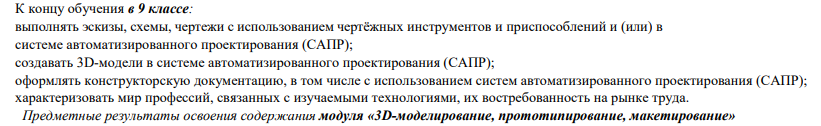 К концу обучения в 9 классе:
выполнять эскизы, схемы, чертежи с использованием чертёжных инструментов и приспособлений и (или) в
системе автоматизированного проектирования (САПР);
создавать 3D-модели в системе автоматизированного проектирования (САПР);
оформлять конструкторскую документацию, в том числе с использованием систем автоматизированного проектирования (САПР);
характеризовать мир профессий, связанных с изучаемыми технологиями, их востребованность на рынке труда.
Предметные результаты освоения содержания модуля «3D-моделирование, прототипирование, макетирование»